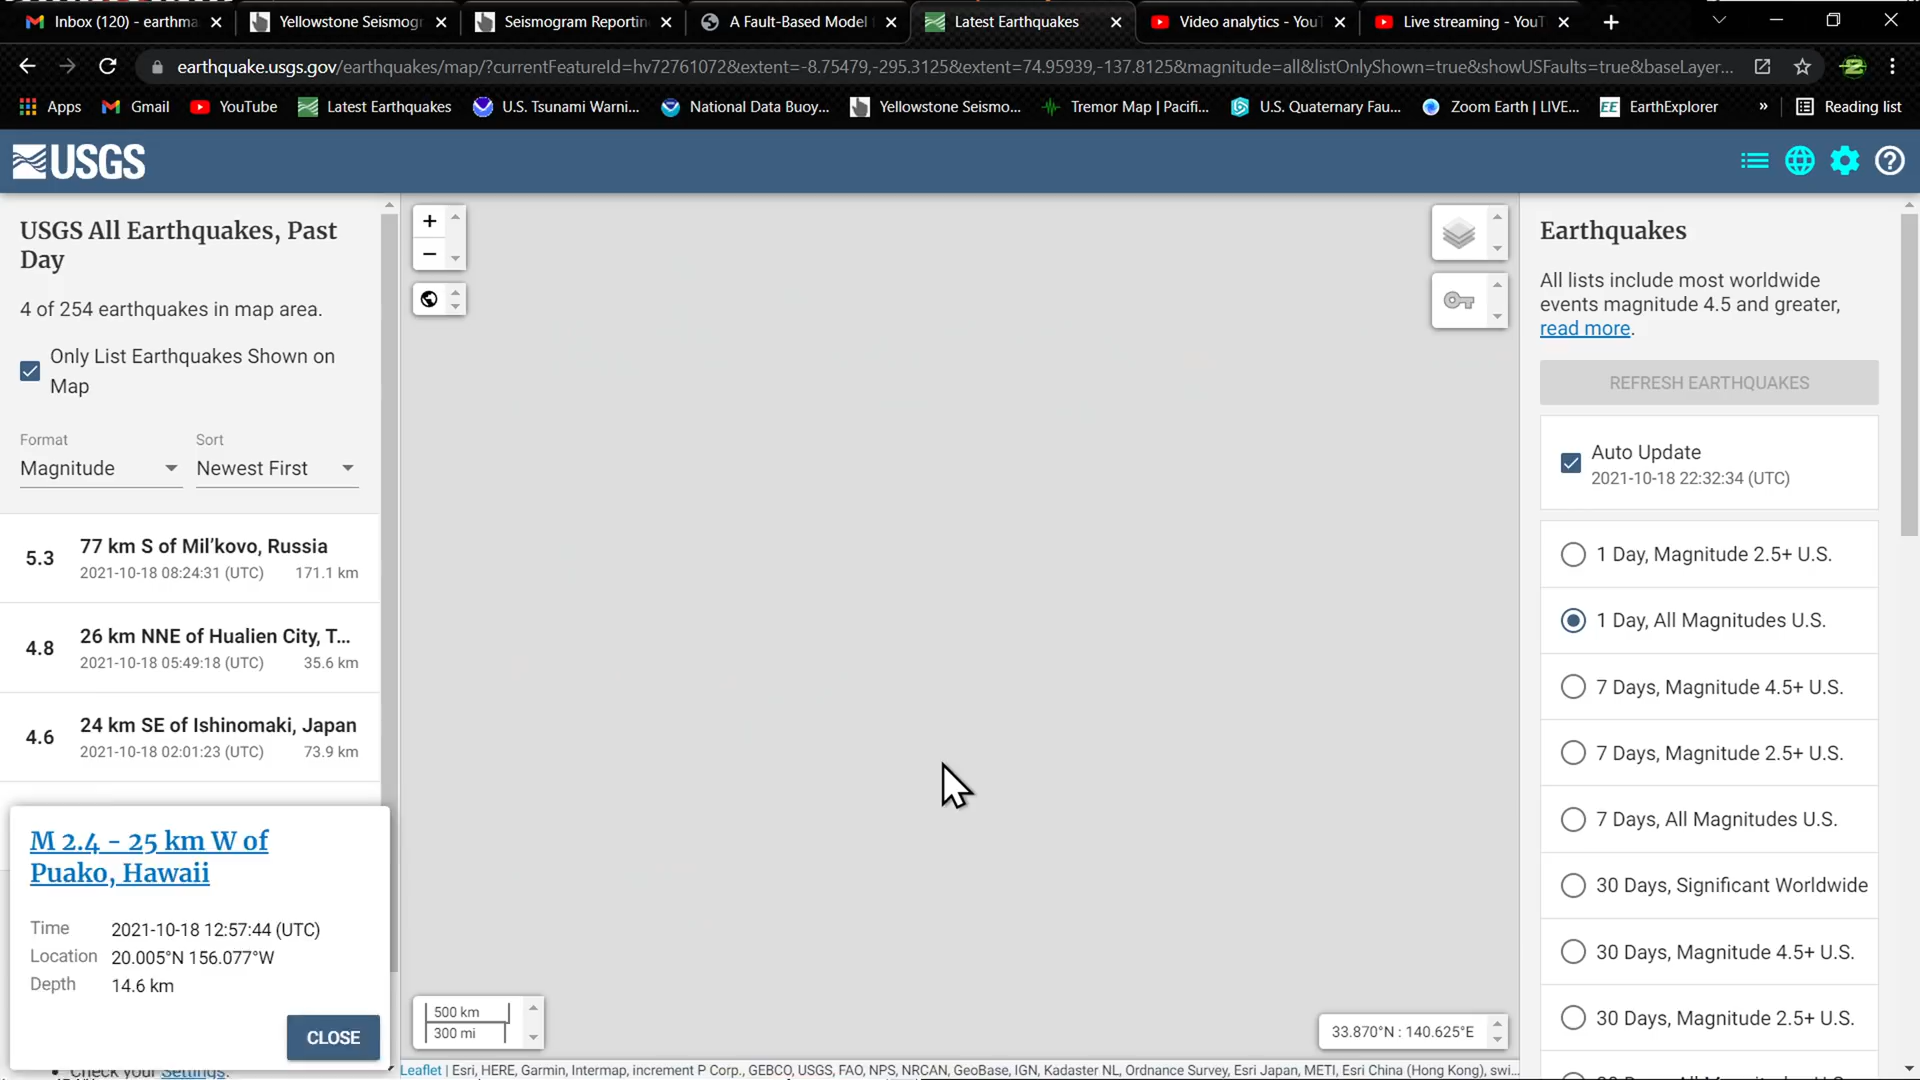 Inbox (120) - earthma
Yellowstone Seismogr
Seismogram Reportin
A Fault-Based Model
Latest Earthquakes
Video analytics - YouT
Live streaming - YouT
earthquake.usgs.gov/earthquakes/map/?currentFeatureId=hv72761072&extent=-8.75479,-295.3125&extent=74.95939,-137.8125&magnitude=all&listOnlyShown=true&showUSFaults=true&baseLayer...
Apps
Gmail
YouTube
Latest Earthquakes
U.S. Tsunami Warni...
National Data Buoy...
Yellowstone Seismo...
Tremor Map | Pacifi...
U.S. Quaternary Fau...
Zoom Earth | LIVE...
EE EarthExplorer
»
Reading list
USGS
USGS All Earthquakes, Past
Day
4 of 254 earthquakes in map area.
Only List Earthquakes Shown on
Map
Format
Sort
Magnitude
Newest First
5.3
77 km S of Mil’kovo, Russia
2021-10-18 08:24:31 (UTC) 171.1 km
4.8
26 km NNE of Hualien City, T...
2021-10-18 05:49:18 (UTC) 35.6 km
4.6
24 km SE of Ishinomaki, Japan
2021-10-18 02:01:23 (UTC) 73.9 km
M 2.4 - 25 km W of
Puako, Hawaii
Time 2021-10-18 12:57:44 (UTC)
Location 20.005°N 156.077°W
Depth 14.6 km
CLOSE
Check your Settings.
+
−
500 km
300 mi
33.870°N : 140.625°E
Leaflet | Esri, HERE, Garmin, Intermap, increment P Corp., GEBCO, USGS, FAO, NPS, NRCAN, GeoBase, IGN, Kadaster NL, Ordnance Survey, Esri Japan, METI, Esri China (Hong Kong), swi...
Earthquakes
All lists include most worldwide
events magnitude 4.5 and greater,
read more.
REFRESH EARTHQUAKES
Auto Update
2021-10-18 22:32:34 (UTC)
1 Day, Magnitude 2.5+ U.S.
1 Day, All Magnitudes U.S.
7 Days, Magnitude 4.5+ U.S.
7 Days, Magnitude 2.5+ U.S.
7 Days, All Magnitudes U.S.
30 Days, Significant Worldwide
30 Days, Magnitude 4.5+ U.S.
30 Days, Magnitude 2.5+ U.S.